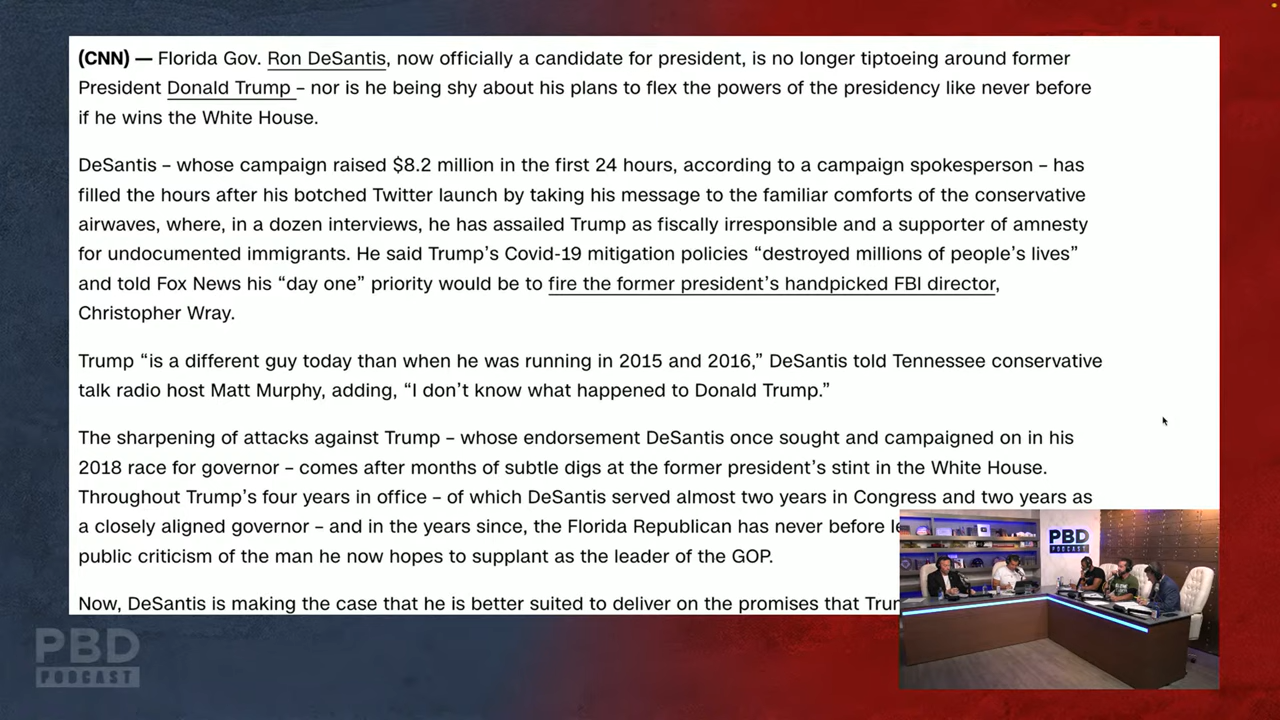 (CNN) — Florida Gov. Ron DeSantis, now officially a candidate for president, is no longer tiptoeing around former
President Donald Trump – nor is he being shy about his plans to flex the powers of the presidency like never before
if he wins the White House.
DeSantis – whose campaign raised $8.2 million in the first 24 hours, according to a campaign spokesperson – has
filled the hours after his botched Twitter launch by taking his message to the familiar comforts of the conservative
airwaves, where, in a dozen interviews, he has assailed Trump as fiscally irresponsible and a supporter of amnesty
for undocumented immigrants. He said Trump’s Covid-19 mitigation policies “destroyed millions of people’s lives”
and told Fox News his “day one” priority would be to fire the former president’s handpicked FBI director,
Christopher Wray.
Trump “is a different guy today than when he was running in 2015 and 2016,” DeSantis told Tennessee conservative
talk radio host Matt Murphy, adding, “I don’t know what happened to Donald Trump.”
The sharpening of attacks against Trump – whose endorsement DeSantis once sought and campaigned on in his
2018 race for governor – comes after months of subtle digs at the former president’s stint in the White House.
Throughout Trump’s four years in office – of which DeSantis served almost two years in Congress and two years as
a closely aligned governor – and in the years since, the Florida Republican has never before
public criticism of the man he now hopes to supplant as the leader of the GOP.
Now, DeSantis is making the case that he is better suited to deliver on the promises that
PBD
PODCAST
PBD
PODCAST